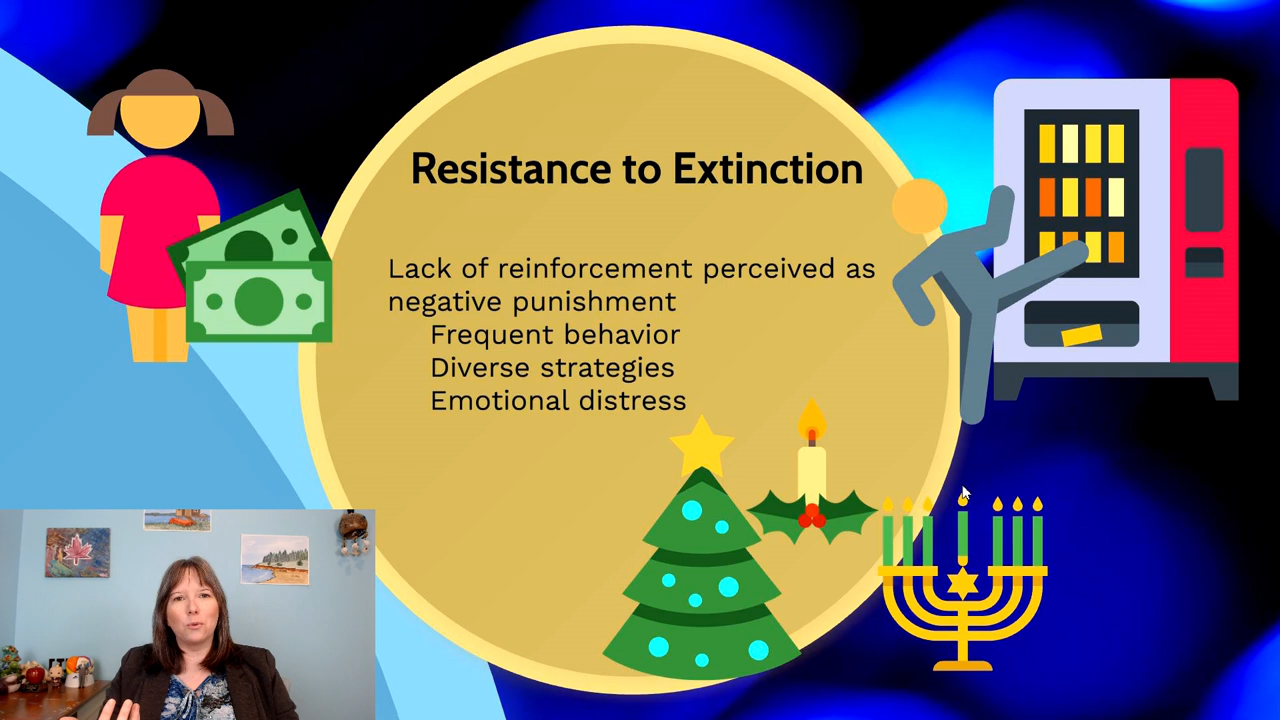 Resistance to Extinction
Lack of reinforcement perceived as
negative punishment
Frequent behavior
Diverse strategies
Emotional distress